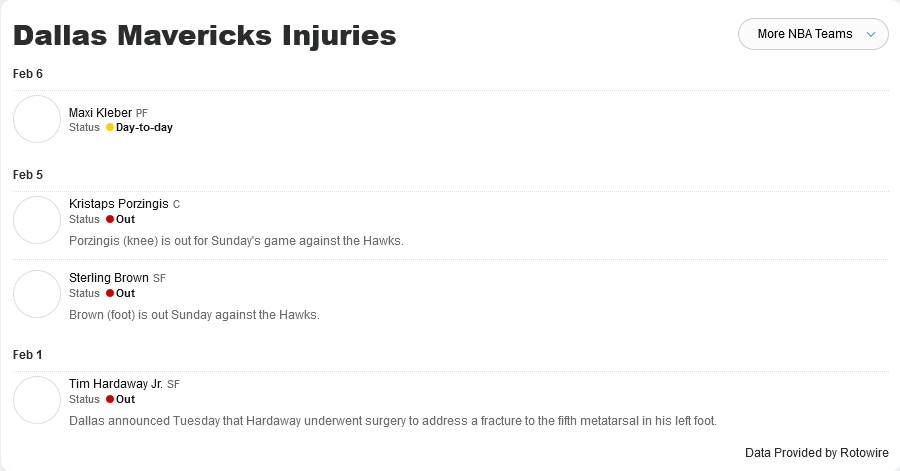 Dallas Mavericks Injuries
More NBA Teams
Feb 6
Maxi Kleber PF
Status Day-to-day
Feb 5
Kristaps Porzingis C
Status Out
Porzingis (knee) is out for Sunday's game against the Hawks.
Sterling Brown SF
Status Out
Brown (foot) is out Sunday against the Hawks.
Feb 1
Tim Hardaway Jr. SF
Status Out
Dallas announced Tuesday that Hardaway underwent surgery to address a fracture to the fifth metatarsal in his left foot.
Data Provided by Rotowire